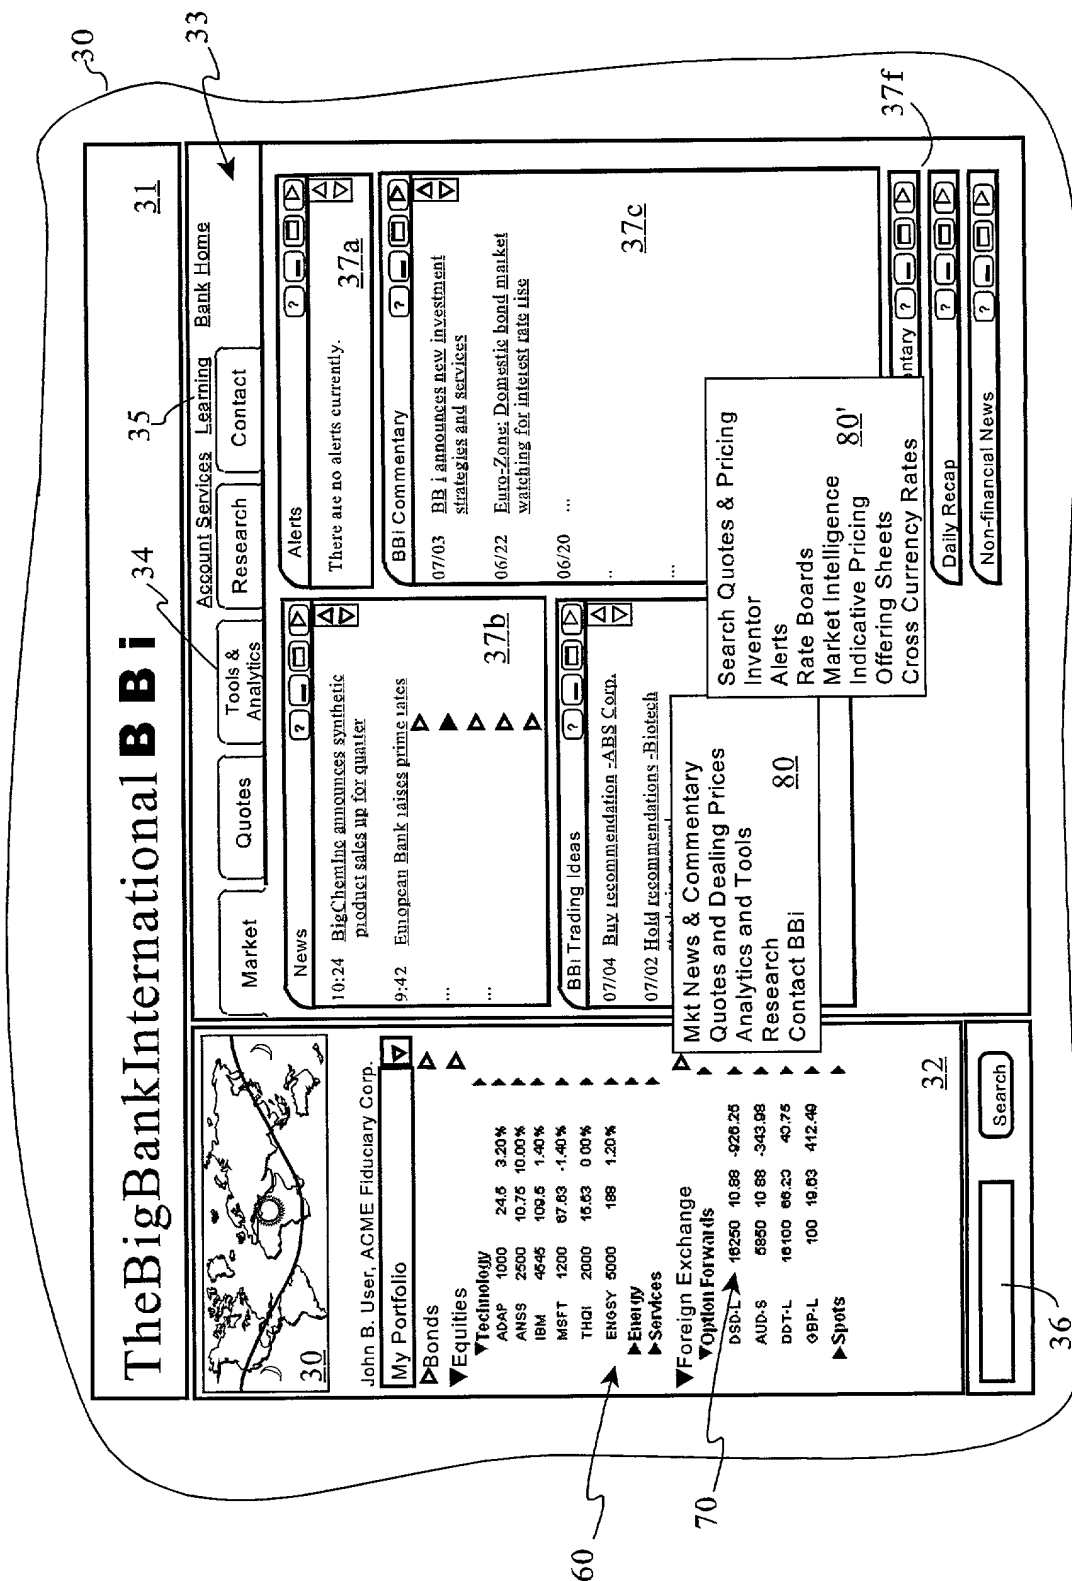 30
TheBigBankInternational B B i
31
33
Account Services Learning Bank Home
35
34
Market
Quotes
Tools & Analytics
Research
Contact
30
John B. User, ACME Fiduciary Corp.
My Portfolio
Bonds
Equities
Technology
ADAP 1000 24.5 3.20%
ANSS 2500 10.75 10.00%
IBM 4545 109.5 1.40%
MSFT 1200 67.63 -1.40%
THQI 2000 15.63 0.00%
ENGSY 5000 188 1.20%
Energy
Services
Foreign Exchange
Option Forwards
DSD-L 16250 10.88 -926.25
AUD-S 5850 10.88 -343.98
DDT-L 16100 66.23 40.75
GBP-L 100 19.63 412.49
Spots
32
Search
36
60
70
News
?
10:24 BigChemInc announces synthetic
product sales up for quarter
9:42 European Bank raises prime rates
...
...
37b
BBi Trading Ideas
?
07/04 Buy recommendation -ABS Corp.
07/02 Hold recommendations -Biotech
Mkt News & Commentary
Quotes and Dealing Prices
Analytics and Tools
Research
Contact BBi
80
Search Quotes & Pricing
Inventor
Alerts
Rate Boards
Market Intelligence
Indicative Pricing
Offering Sheets
Cross Currency Rates
80'
Alerts
?
There are no alerts currently.
37a
BBi Commentary
?
07/03 BB i announces new investment
strategies and services
06/22 Euro-Zone: Domestic bond market
watching for interest rate rise
06/20 ...
...
...
37c
entary
?
37f
Daily Recap
?
Non-financial News
?